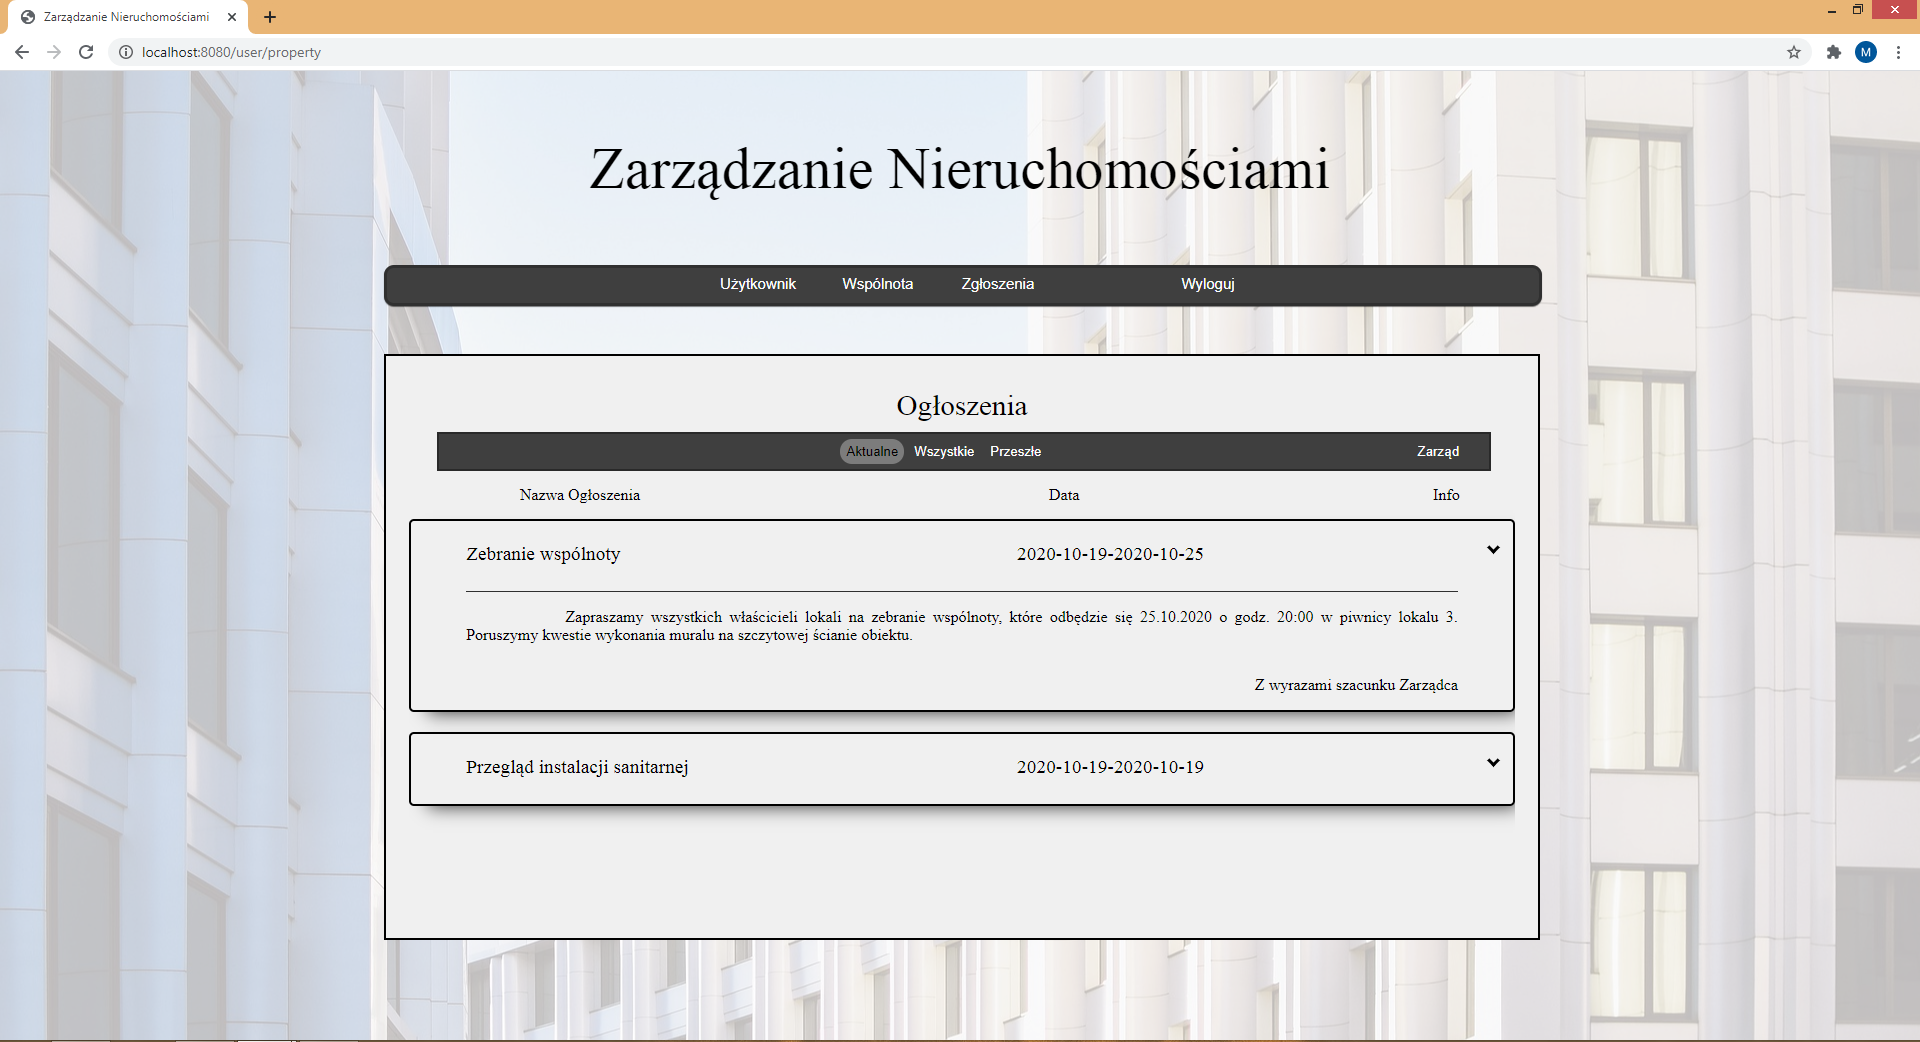 Zarządzanie Nieruchomościami
localhost:8080/user/property
M
Zarządzanie Nieruchomościami
Użytkownik Wspólnota Zgłoszenia Wyloguj
Ogłoszenia
Aktualne Wszystkie Przeszłe Zarząd
Nazwa Ogłoszenia Data Info
Zebranie wspólnoty 2020-10-19-2020-10-25
Zapraszamy wszystkich właścicieli lokali na zebranie wspólnoty, które odbędzie się 25.10.2020 o godz. 20:00 w piwnicy lokalu 3.
Poruszymy kwestie wykonania muralu na szczytowej ścianie obiektu.
Z wyrazami szacunku Zarządca
Przegląd instalacji sanitarnej 2020-10-19-2020-10-19